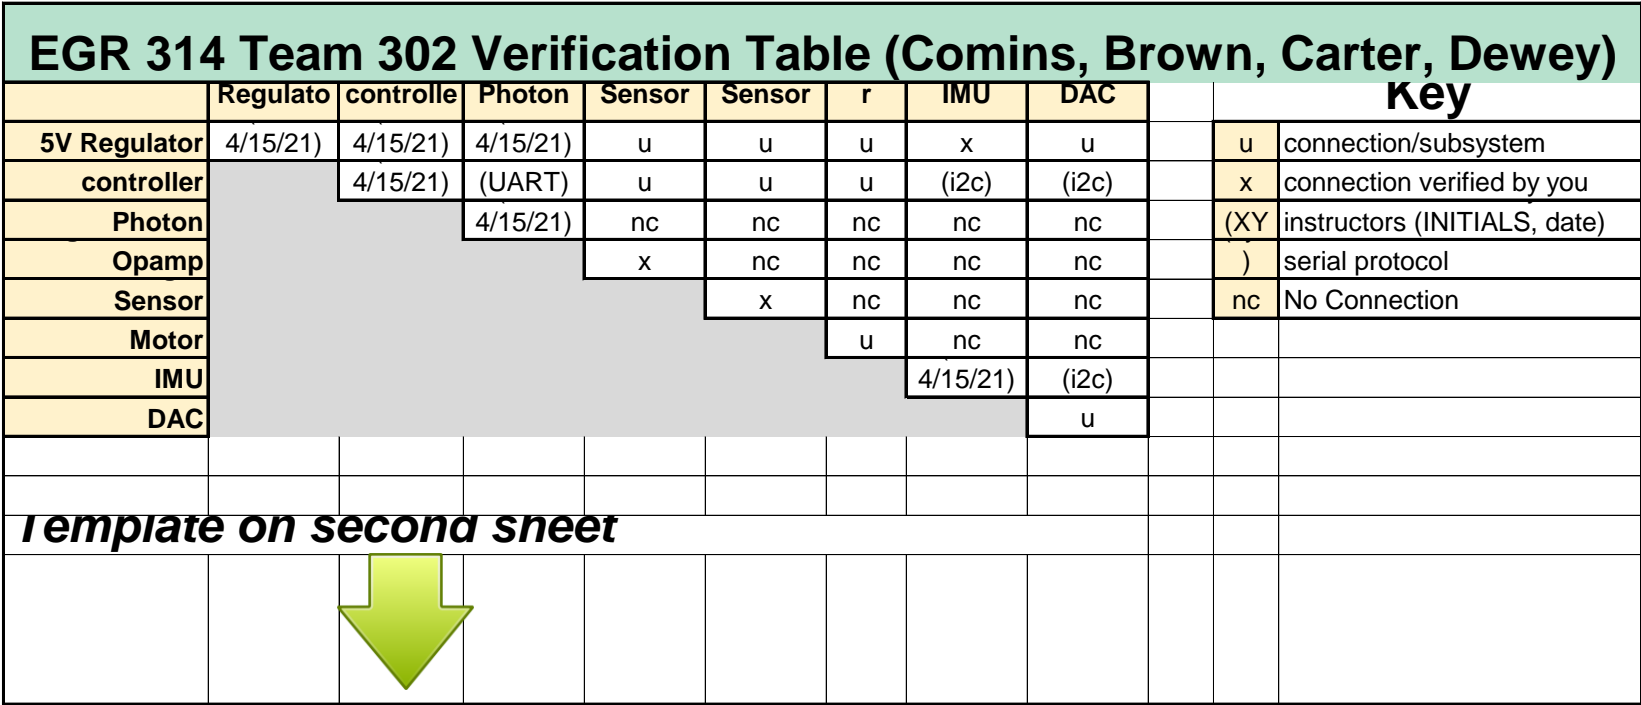 EGR 314 Team 302 Verification Table (Comins, Brown, Carter, Dewey)
Regulato controlle Photon Sensor Sensor r IMU DAC Key
5V Regulator 4/15/21) 4/15/21) 4/15/21) u u u x u u connection/subsystem
controller 4/15/21) (UART) u u u (i2c) (i2c) x connection verified by you
Photon 4/15/21) nc nc nc nc nc (XY instructors (INITIALS, date)
Opamp x nc nc nc nc ) serial protocol
Sensor x nc nc nc nc No Connection
Motor u nc nc
IMU 4/15/21) (i2c)
DAC u
Template on second sheet